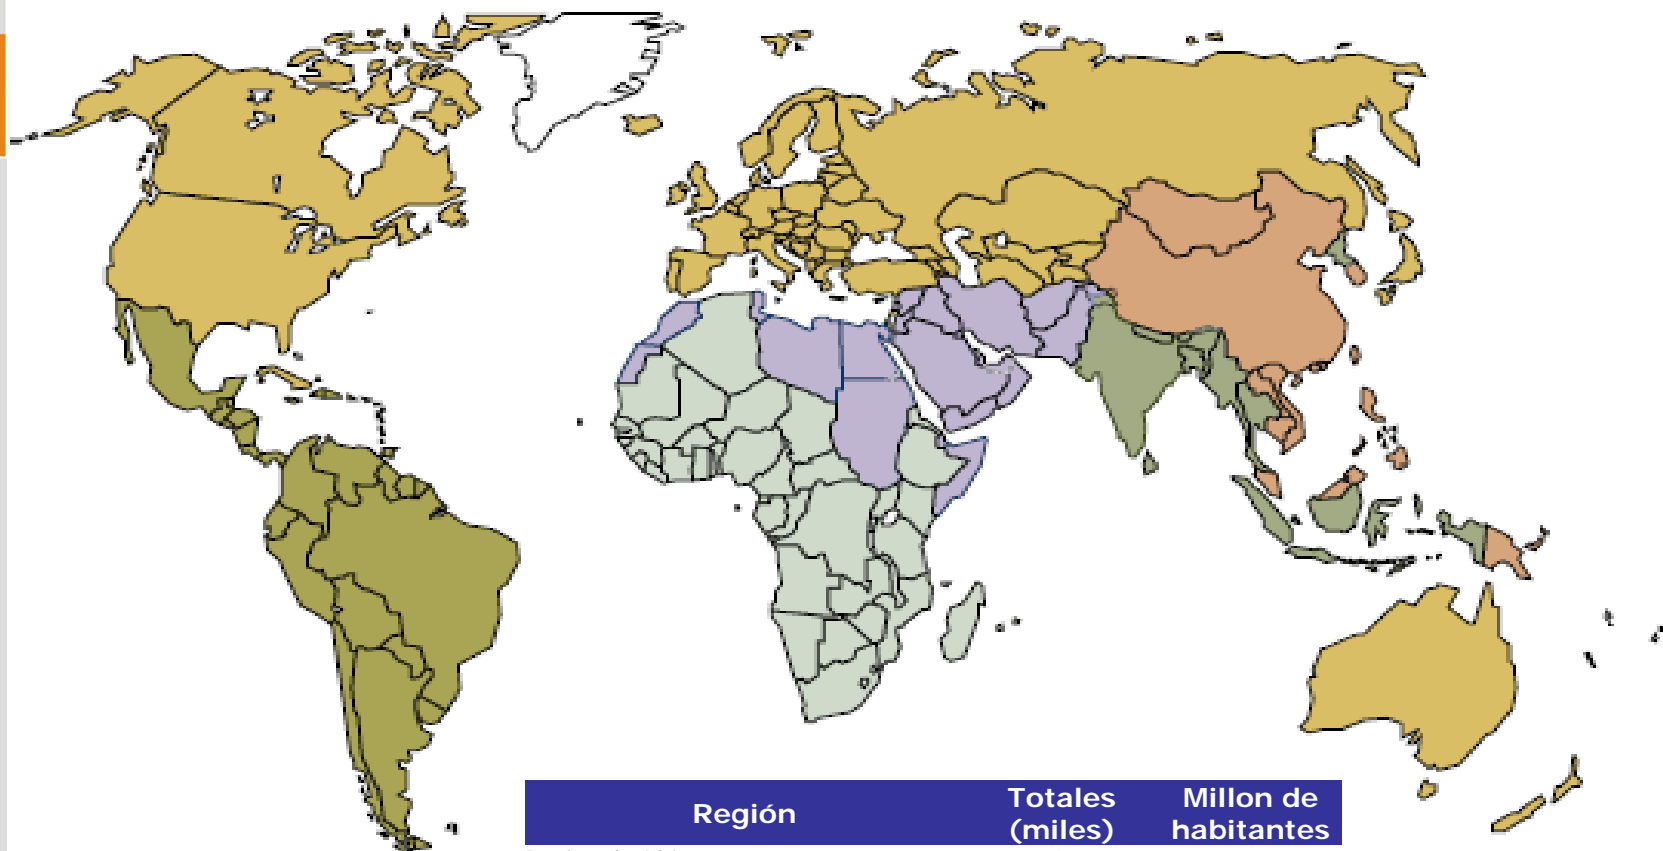 Región
Totales
(miles)
Millon de
habitantes